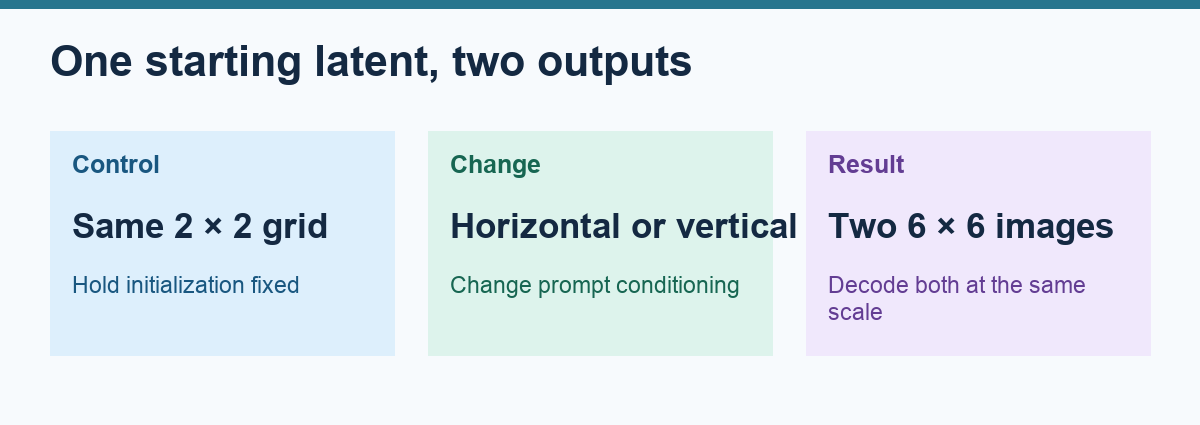 One starting latent, two outputs
Control
Same 2 × 2 grid
Hold initialization fixed
Change
Horizontal or vertical
Change prompt conditioning
Result
Two 6 × 6 images
Decode both at the same
scale